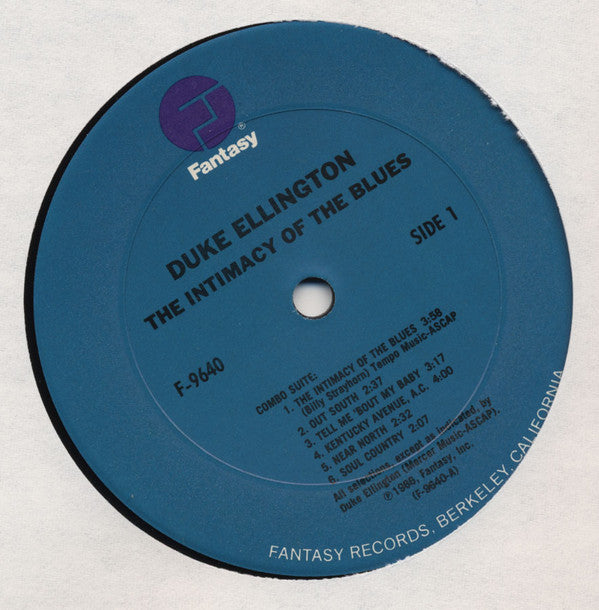 Fantasy®
DUKE ELLINGTON
THE INTIMACY OF THE BLUES
SIDE 1
F-9640
COMBO SUITE:
1. THE INTIMACY OF THE BLUES 3:58
(Billy Strayhorn) Tempo Music-ASCAP
2. OUT SOUTH 2:37
3. TELL ME 'BOUT MY BABY 3:17
4. KENTUCKY AVENUE, A.C. 4:00
5. NEAR NORTH 2:32
6. SOUL COUNTRY 2:07
All selections, except as indicated, by
Duke Ellington (Mercer Music-ASCAP).
℗ 1986, Fantasy, Inc.
(F-9640-A)
FANTASY RECORDS, BERKELEY, CALIFORNIA